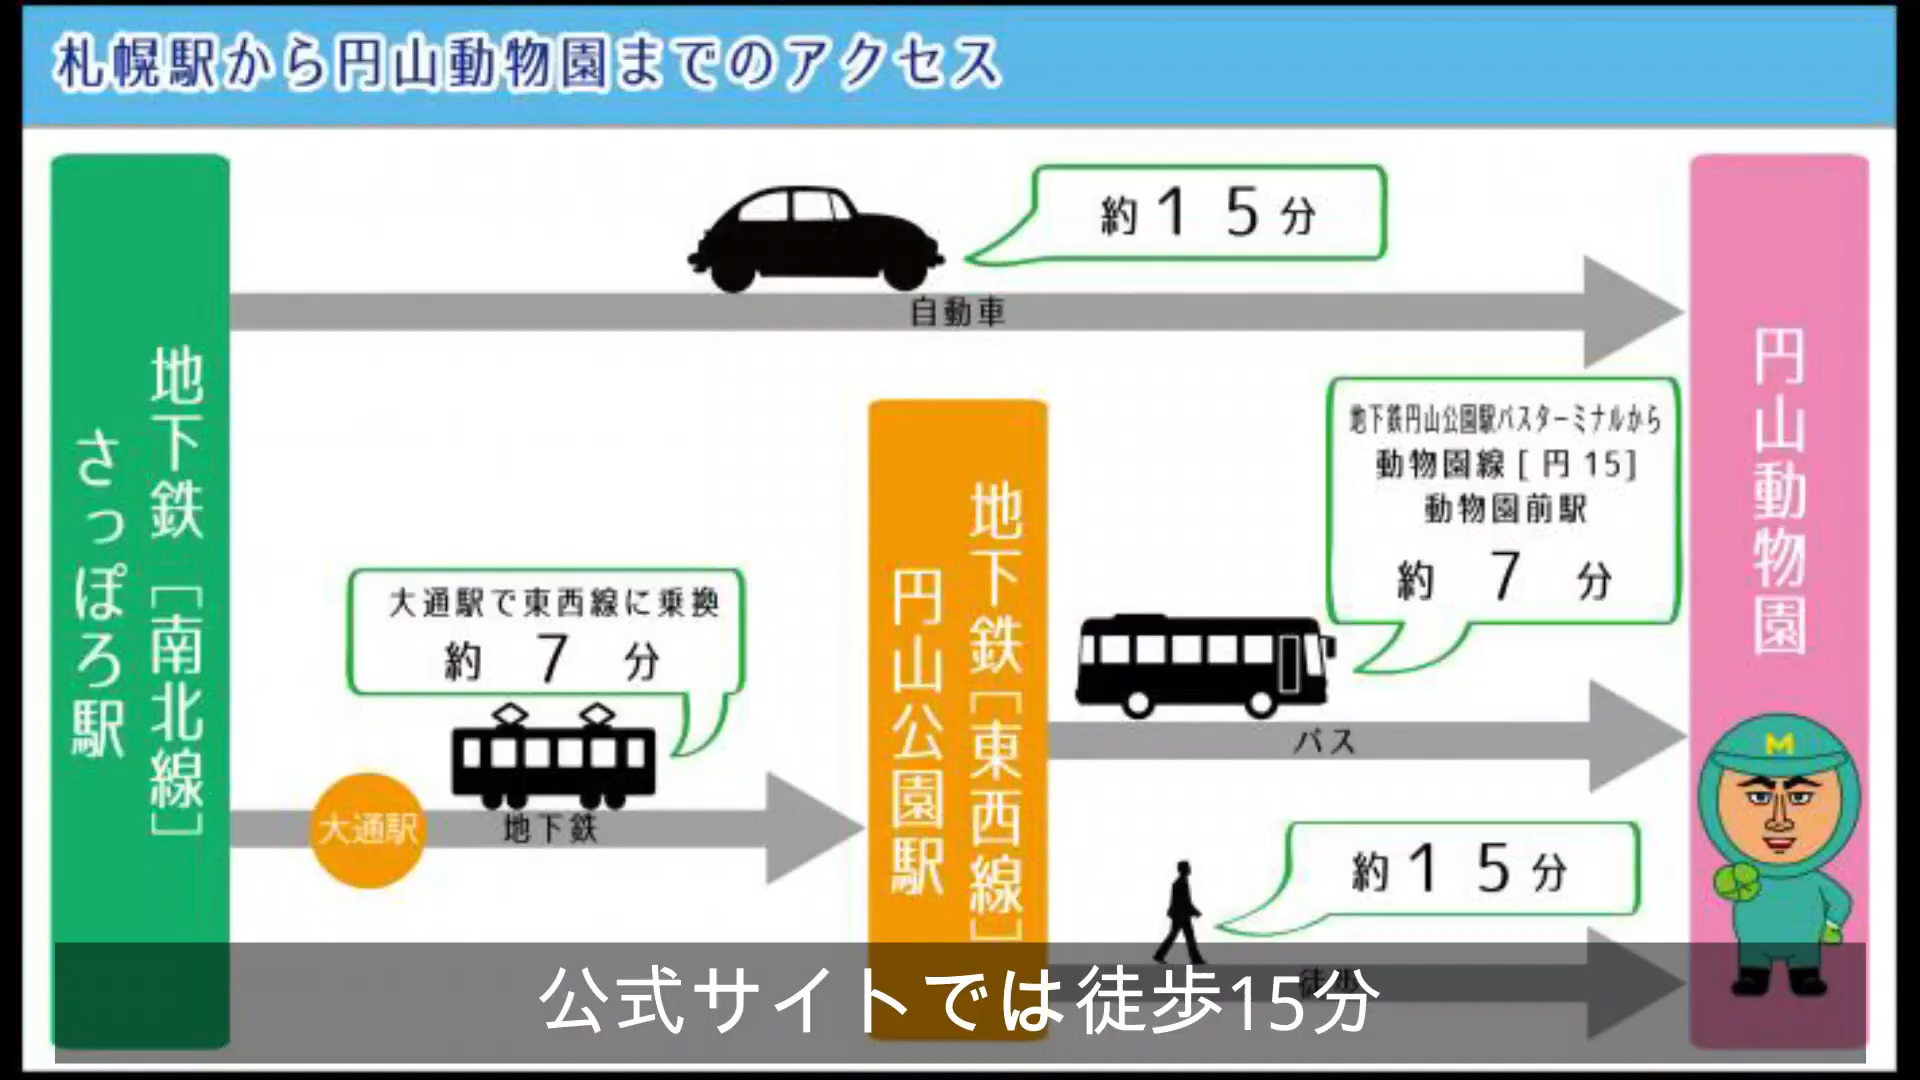 札幌駅から円山動物園までのアクセス
約15分
自動車
地下鉄［南北線］
さっぽろ駅
大通駅で東西線に乗換
約7分
大通駅
地下鉄
地下鉄［東西線］
円山公園駅
地下鉄円山公園駅バスターミナルから
動物園線[円15]
動物園前駅
約7分
バス
約15分
徒歩
円山動物園
M
公式サイトでは徒歩15分